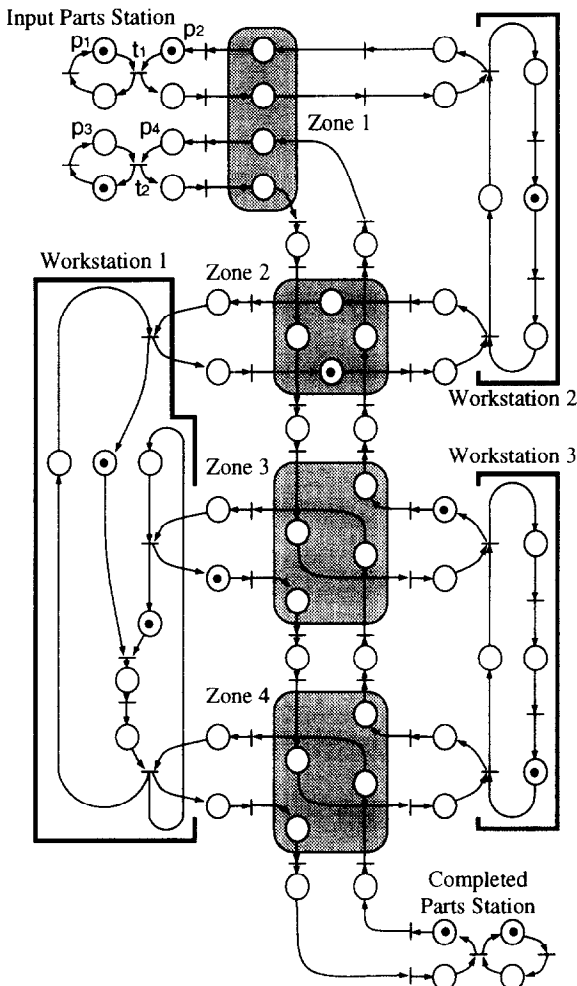 Input Parts Station
p1
t1
p2
Zone 1
p3
p4
t2
Workstation 1
Zone 2
Workstation 2
Zone 3
Workstation 3
Zone 4
Completed
Parts Station